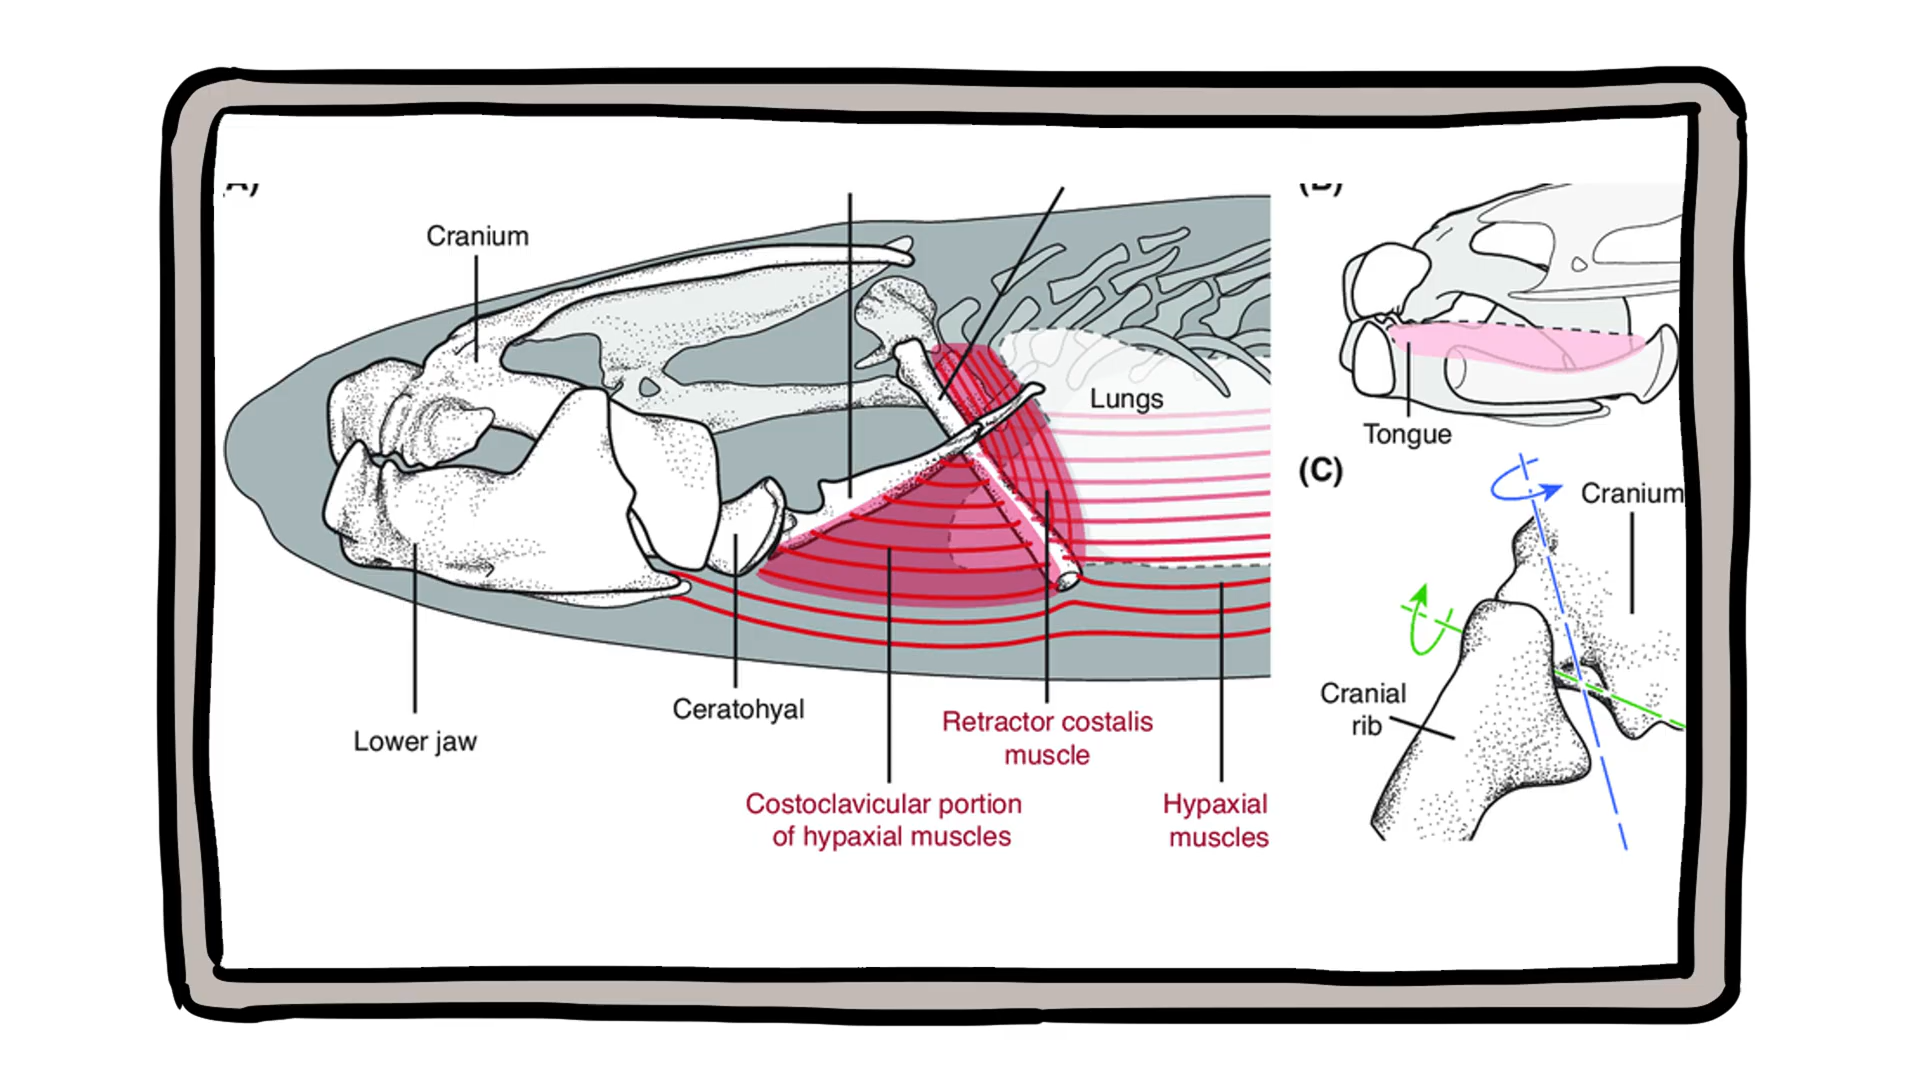 Cranium
Lungs
Lower jaw
Ceratohyal
Retractor costalis
muscle
Costoclavicular portion
of hypaxial muscles
Hypaxial
muscles
Tongue
(C)
Cranium
Cranial
rib